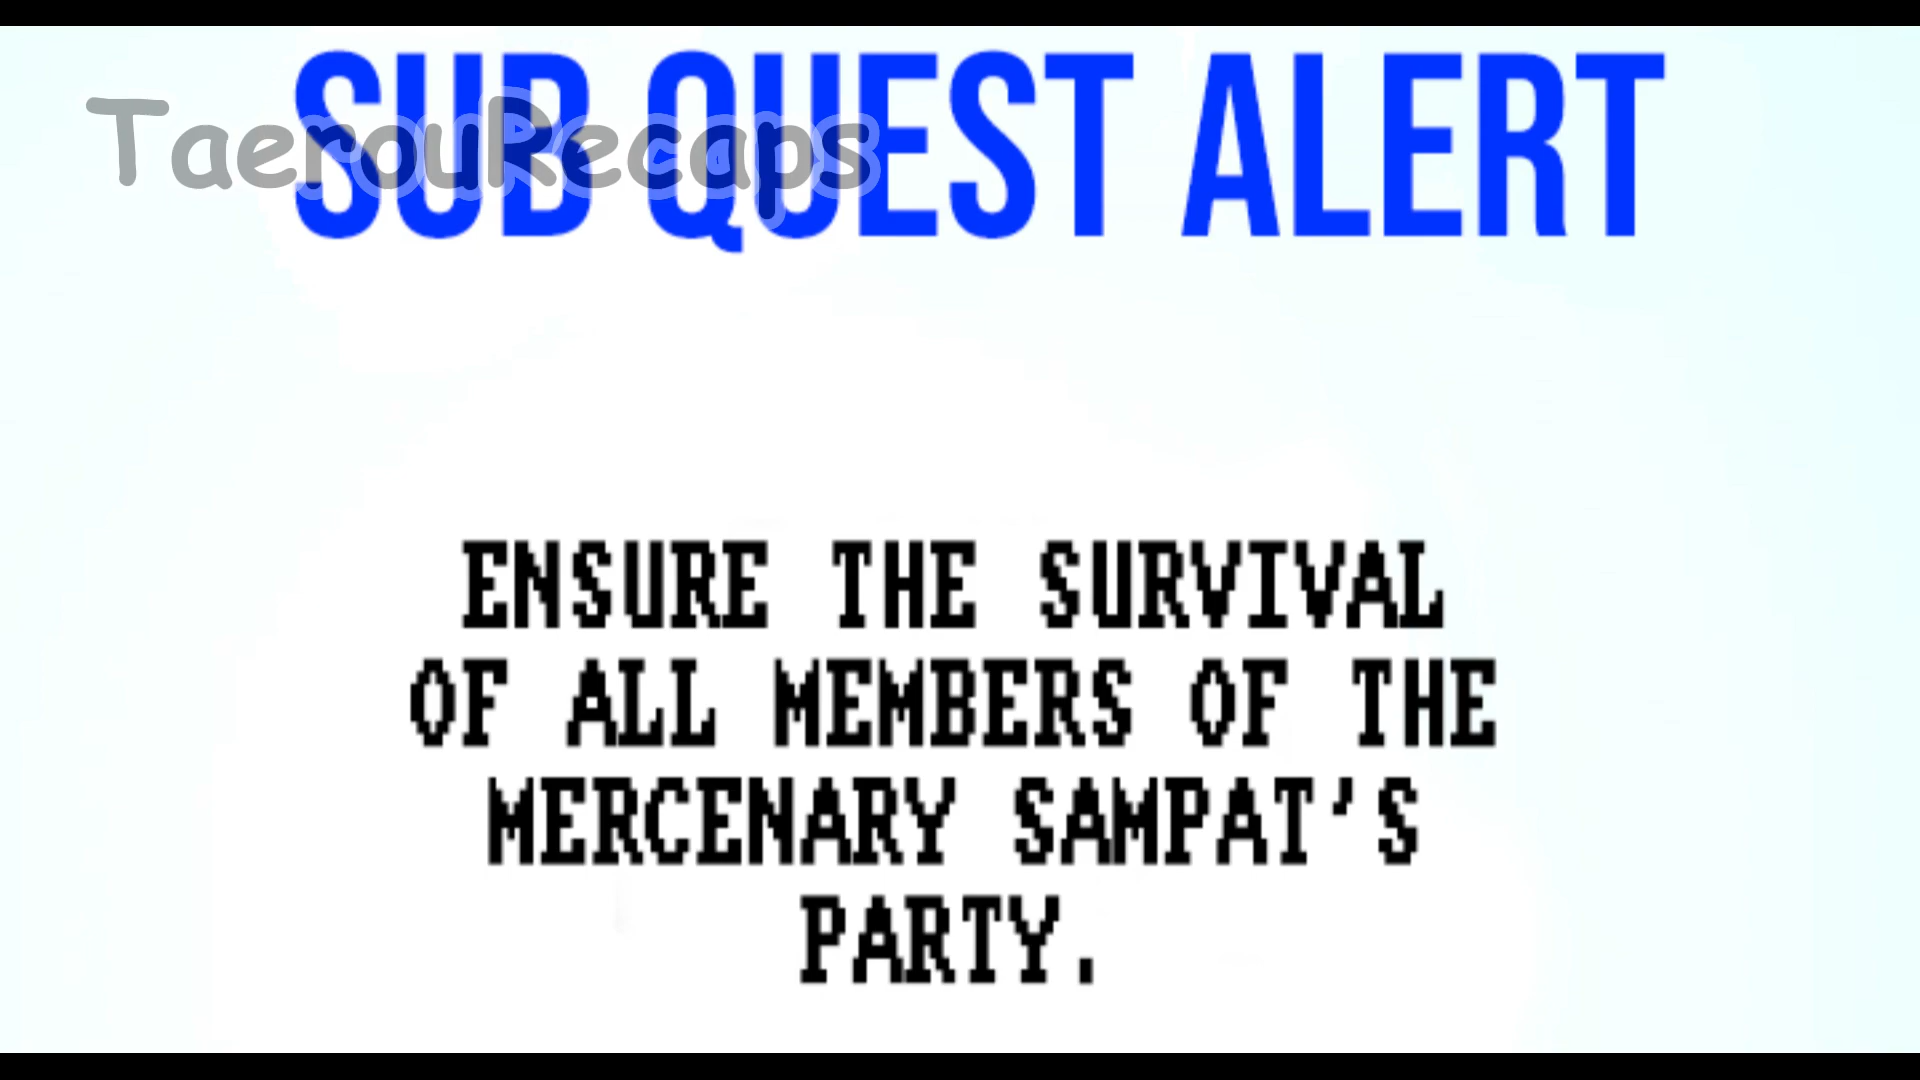 SUB QUEST ALERT
TaerouRecaps
ENSURE THE SURVIVAL
OF ALL MEMBERS OF THE
MERCENARY SAMPAT'S
PARTY.